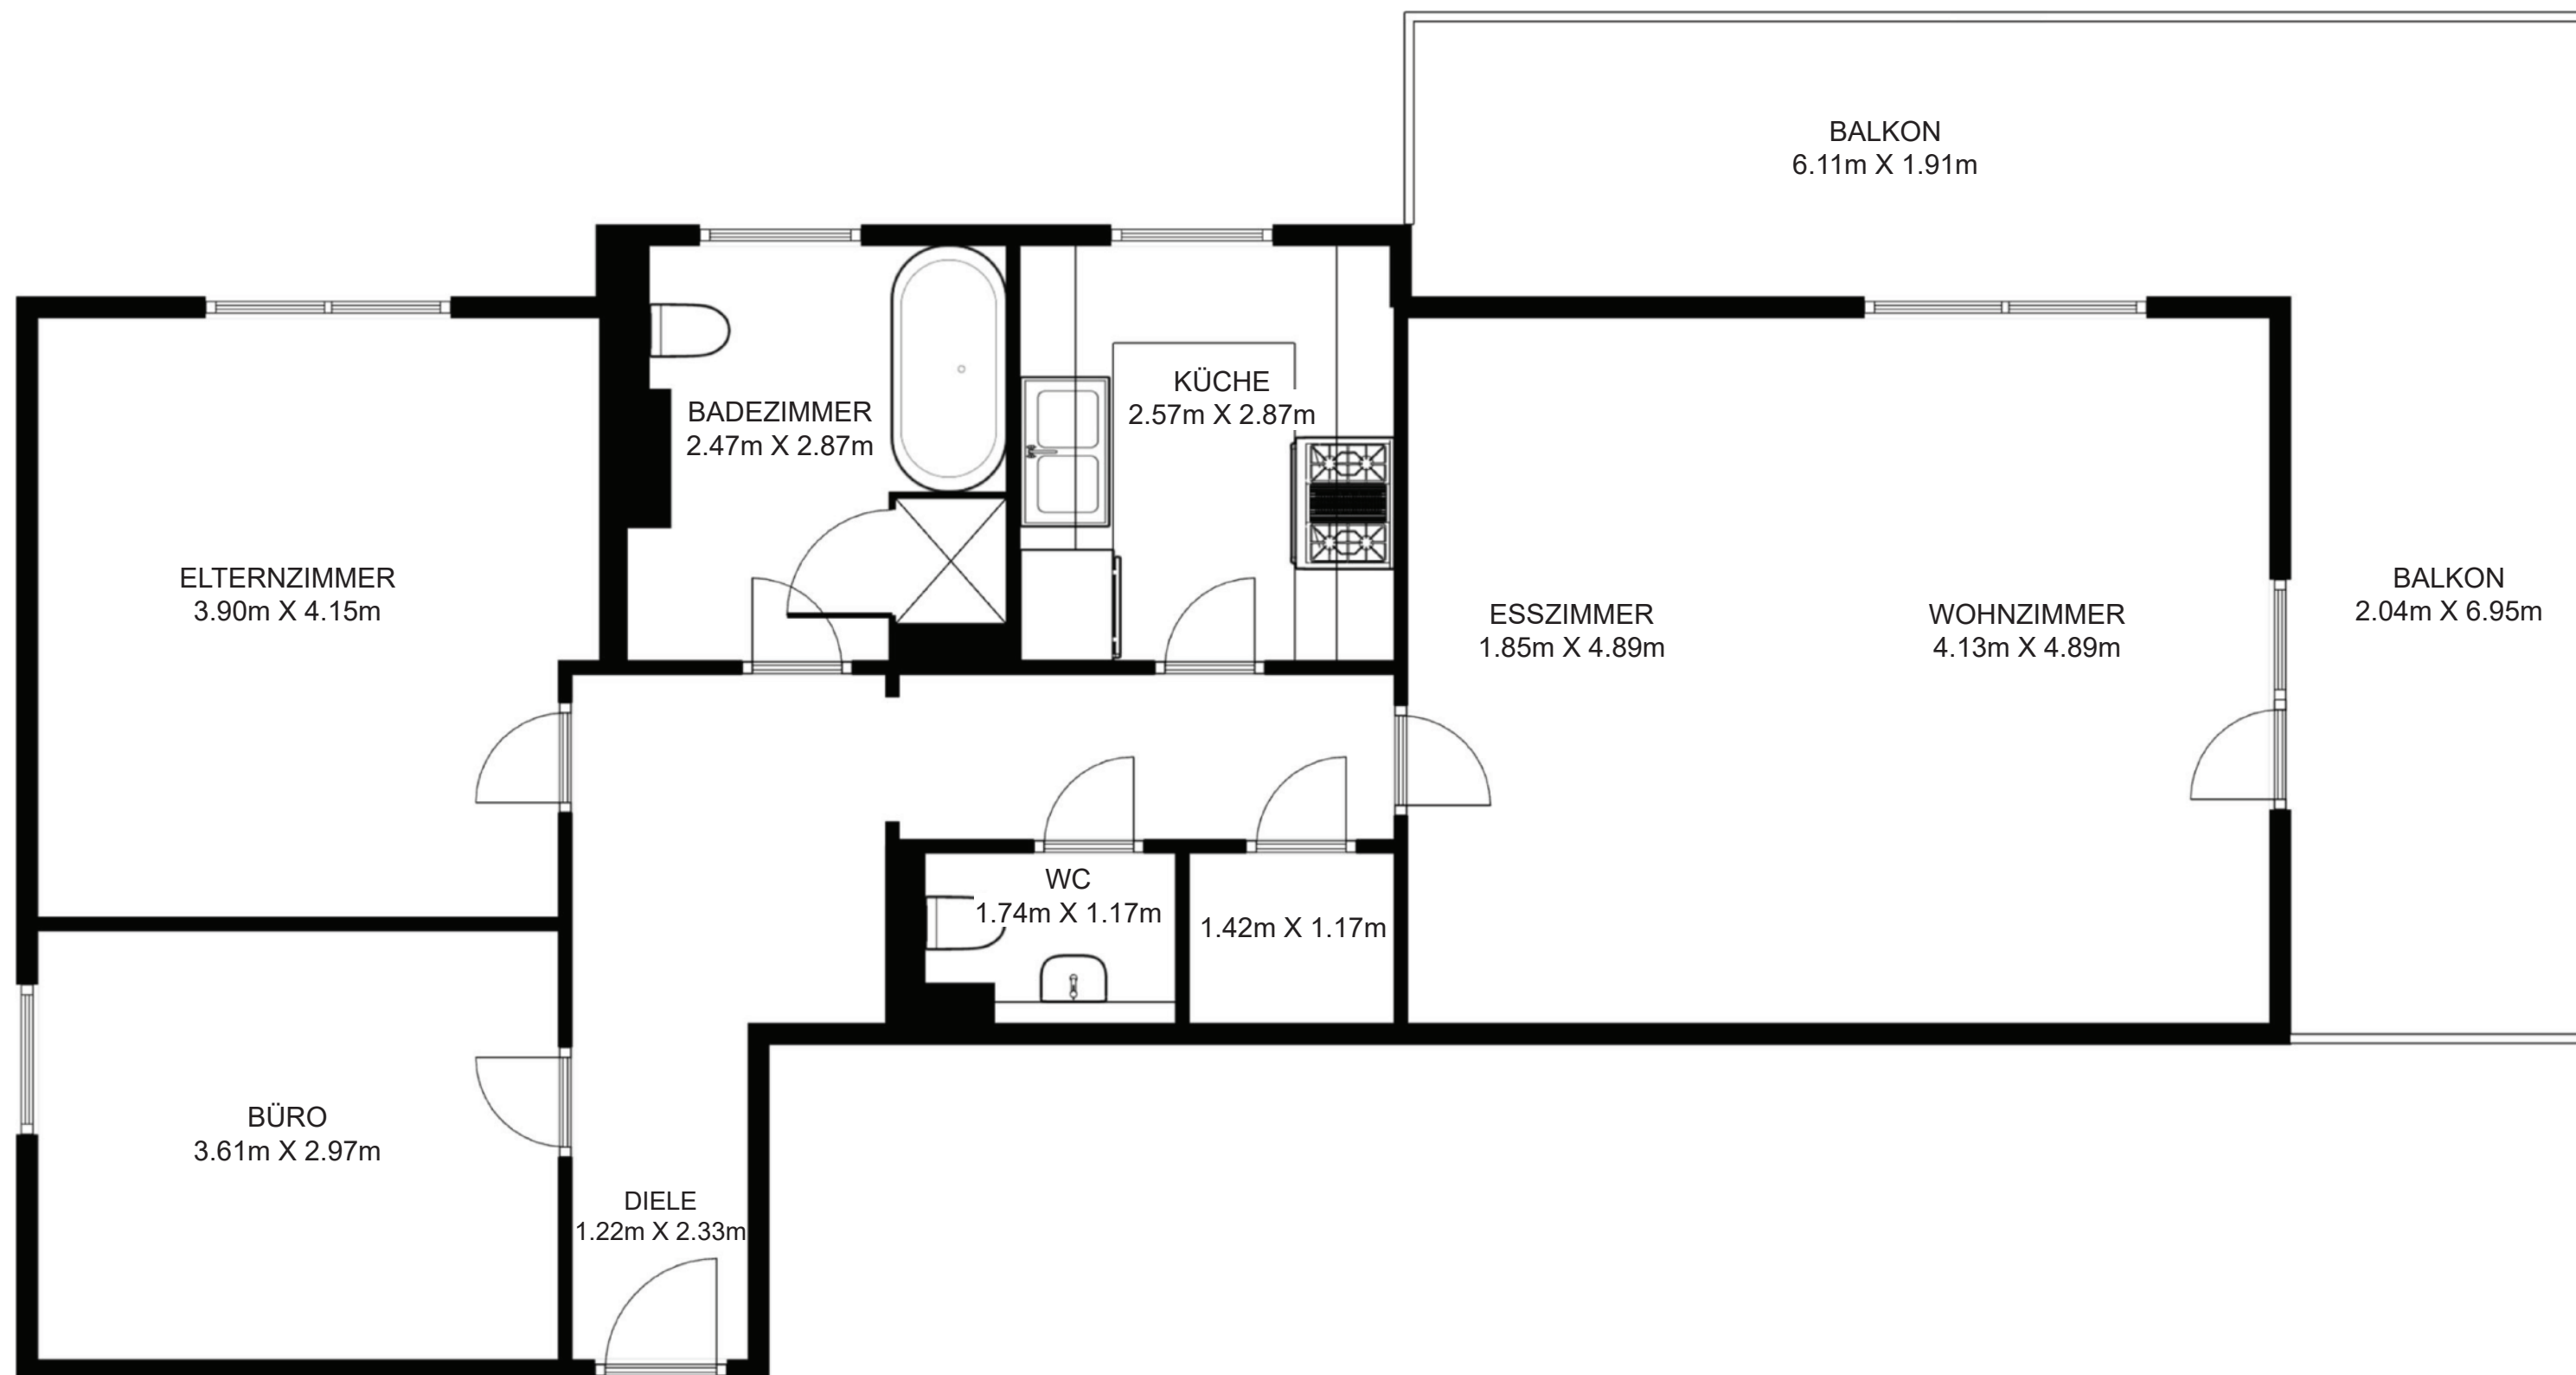 BALKON
6.11m X 1.91m
KÜCHE
2.57m X 2.87m
BADEZIMMER
2.47m X 2.87m
ELTERNZIMMER
3.90m X 4.15m
ESSZIMMER
1.85m X 4.89m
WOHNZIMMER
4.13m X 4.89m
BALKON
2.04m X 6.95m
WC
1.74m X 1.17m
1.42m X 1.17m
BÜRO
3.61m X 2.97m
DIELE
1.22m X 2.33m